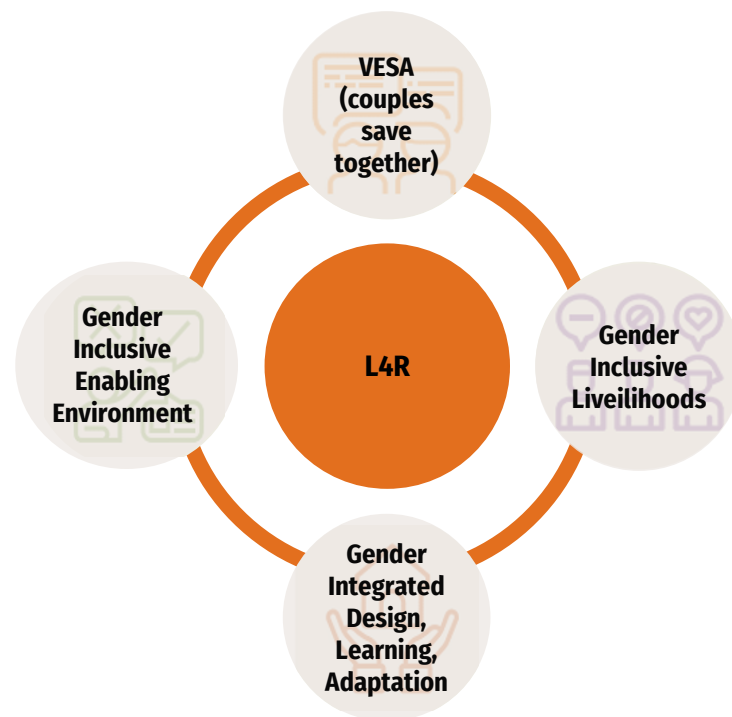 VESA
(couples
save
together)
Gender
Inclusive
Enabling
Environment
L4R
Gender
Inclusive
Liveilihoods
Gender
Integrated
Design,
Learning,
Adaptation